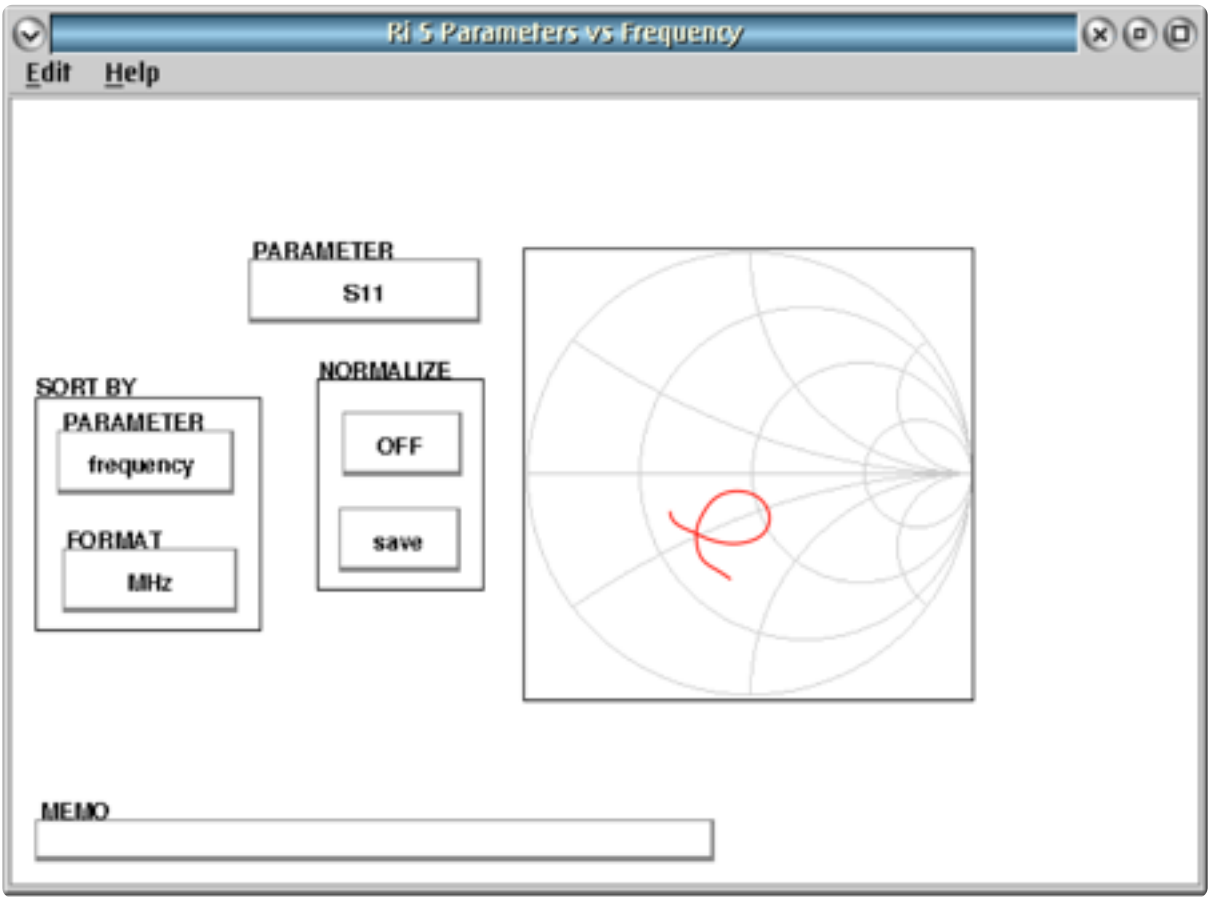 Ri S Parameters vs Frequency
Edit Help
PARAMETER
S11
NORMALIZE
OFF
save
SORT BY
PARAMETER
frequency
FORMAT
MHz
MEMO